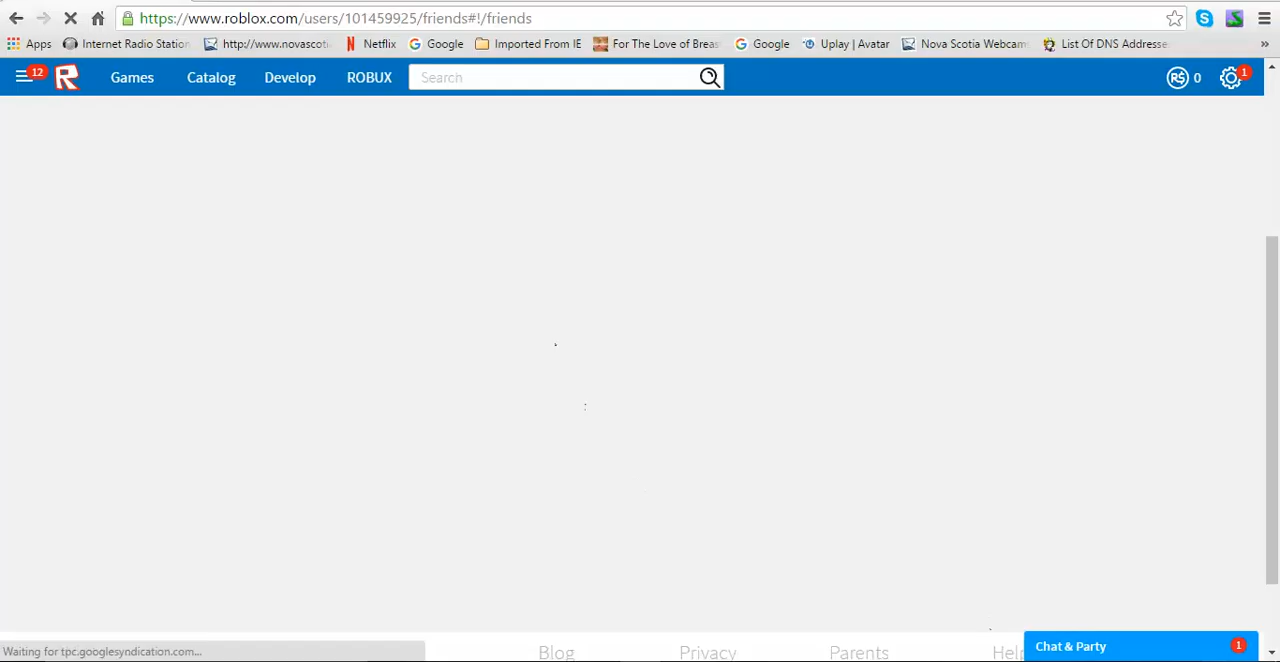 https://www.roblox.com/users/101459925/friends#!/friends
Apps Internet Radio Station http://www.novascoti Netflix Google Imported From IE For The Love of Breas Google Uplay | Avatar Nova Scotia Webcam List Of DNS Addresse »
12 R Games Catalog Develop ROBUX Search R$ 0 1
Waiting for tpc.googlesyndication.com... Blog Privacy Parents Help Chat & Party 1